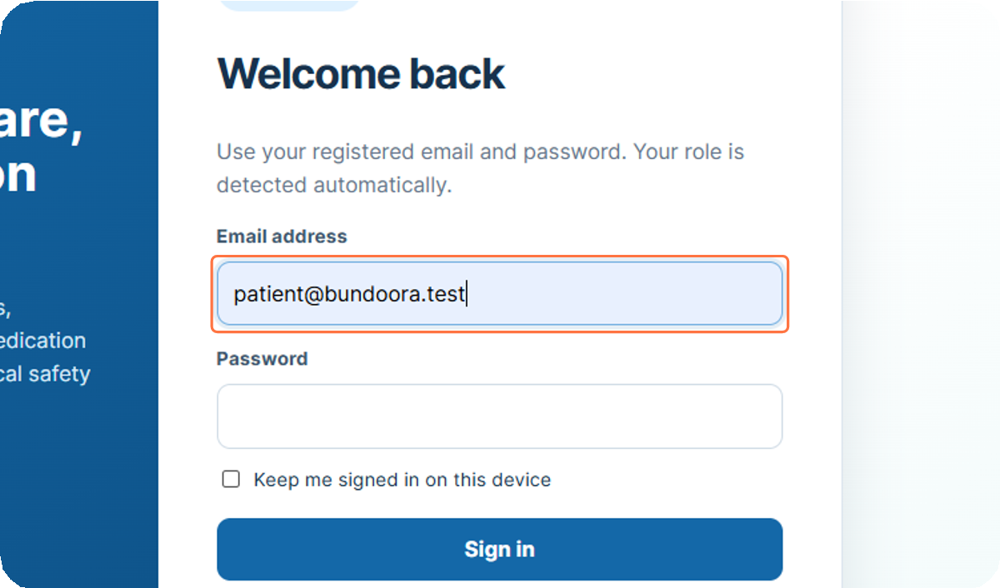 are,
on
s,
edication
cal safety
Welcome back
Use your registered email and password. Your role is
detected automatically.
Email address
patient@bundoora.test
Password
Keep me signed in on this device
Sign in